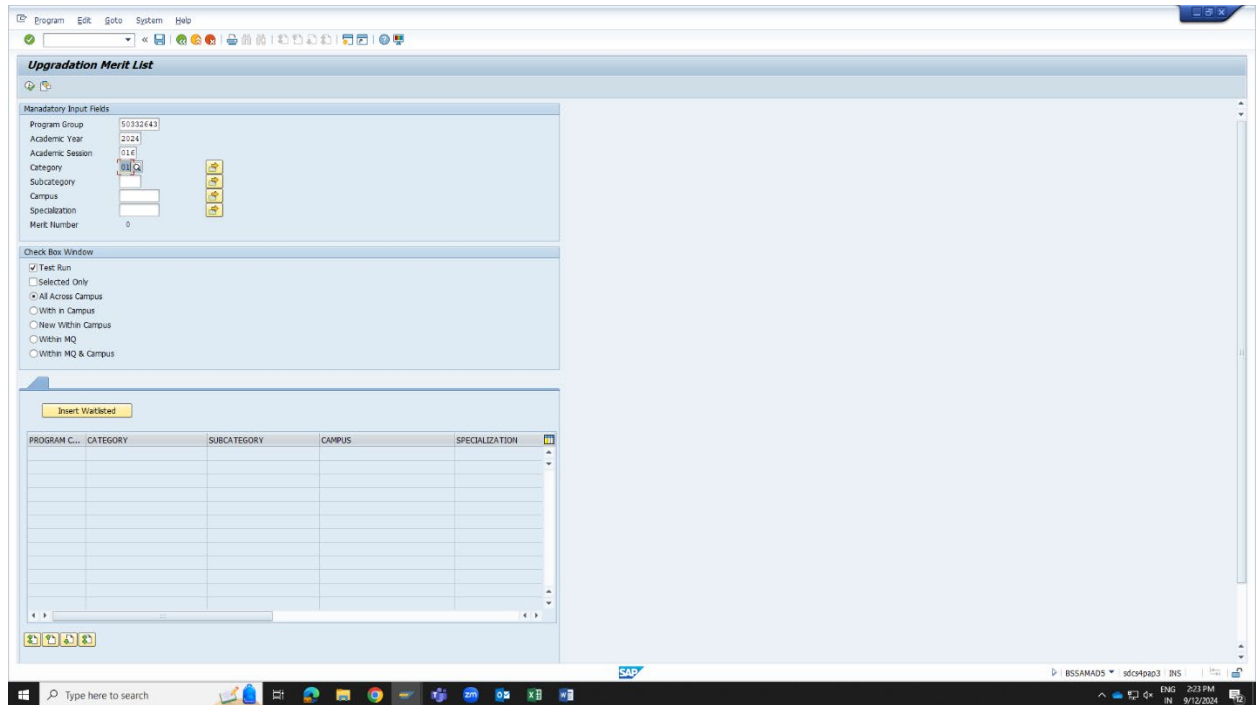 Program Edit Goto System Help
Upgradation Merit List
Manadatory Input Fields
Program Group 50332643
Academic Year 2024
Academic Session 016
Category 01
Subcategory
Campus
Specialization
Merit Number 0
Check Box Window
Test Run
Selected Only
All Across Campus
With in Campus
New Within Campus
Within MQ
Within MQ & Campus
Insert Waitlisted
PROGRAM C... CATEGORY SUBCATEGORY CAMPUS SPECIALIZATION
SAP
BSSAMAD5 sdcs4pap3 INS
Type here to search
zm
ENG 2:23 PM
IN 9/12/2024
12